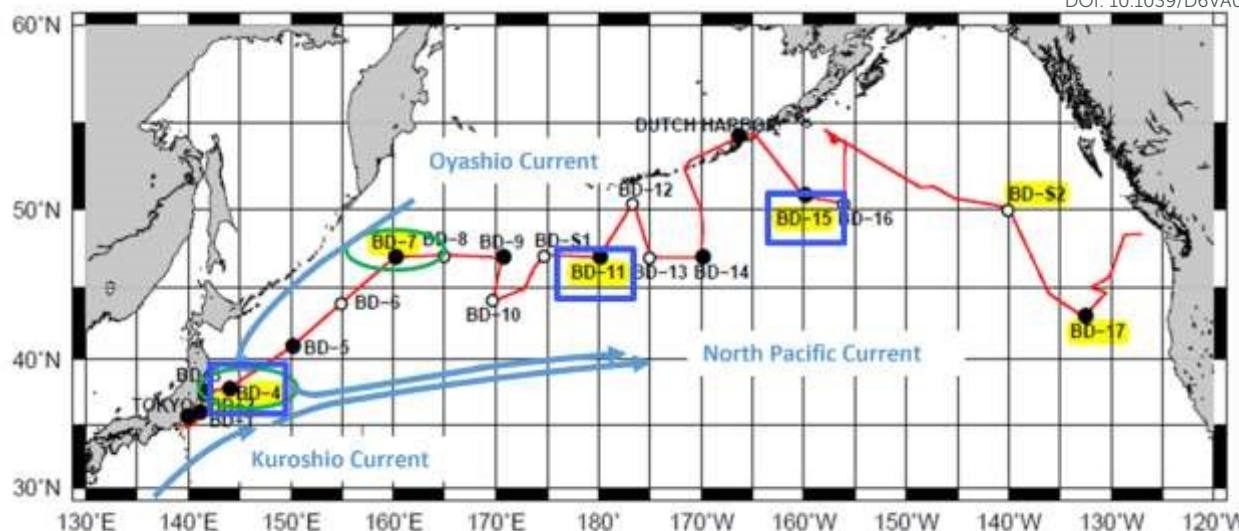 DOI: 10.1039/D6VA0
60°N
DUTCH HARBOR
Oyashio Current
BD-12
BD-S2
50°N
BD-15
BD-16
BD-7
BD-8
BD-9
BD-S1
BD-11
BD-13
BD-14
BD-6
BD-10
BD-17
BD-5
North Pacific Current
40°N
BD-4
TOKYO
Kuroshio Current
30°N
130°E 140°E 150°E 160°E 170°E 180° 170°W 160°W 150°W 140°W 130°W 120°W